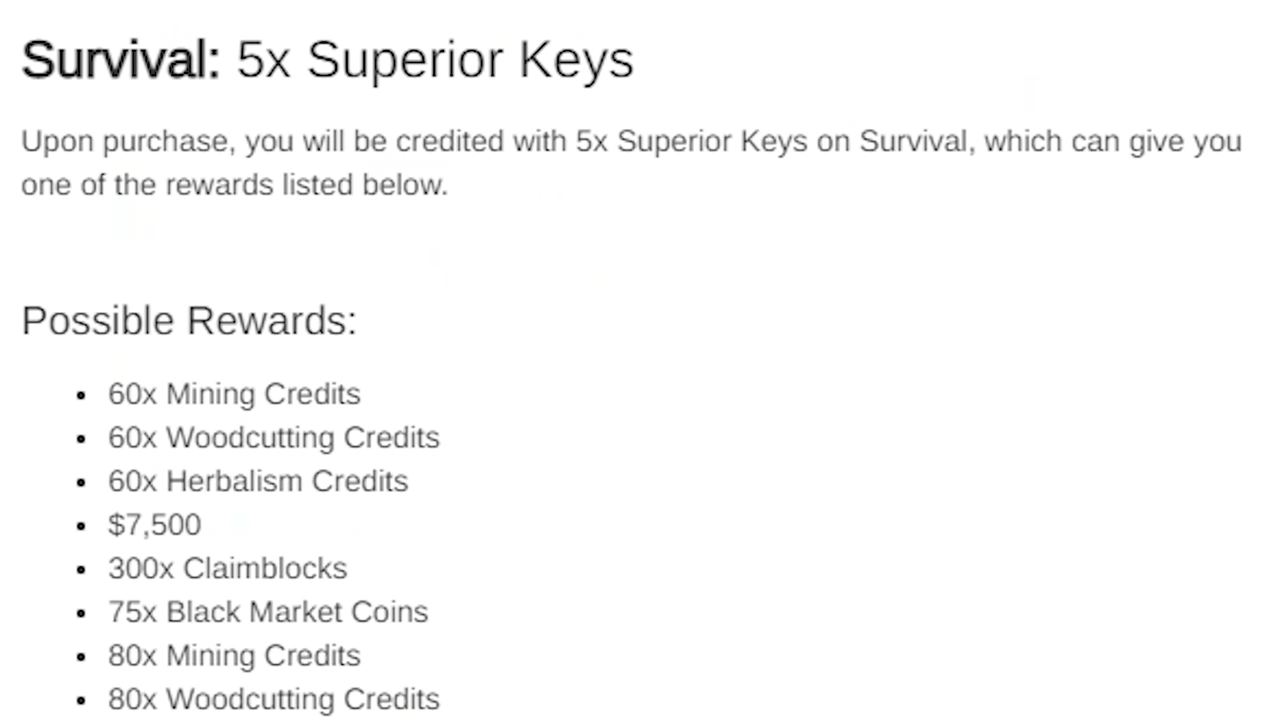 Survival: 5x Superior Keys
Upon purchase, you will be credited with 5x Superior Keys on Survival, which can give you
one of the rewards listed below.
Possible Rewards:
• 60x Mining Credits
• 60x Woodcutting Credits
• 60x Herbalism Credits
• $7,500
• 300x Claimblocks
• 75x Black Market Coins
• 80x Mining Credits
• 80x Woodcutting Credits